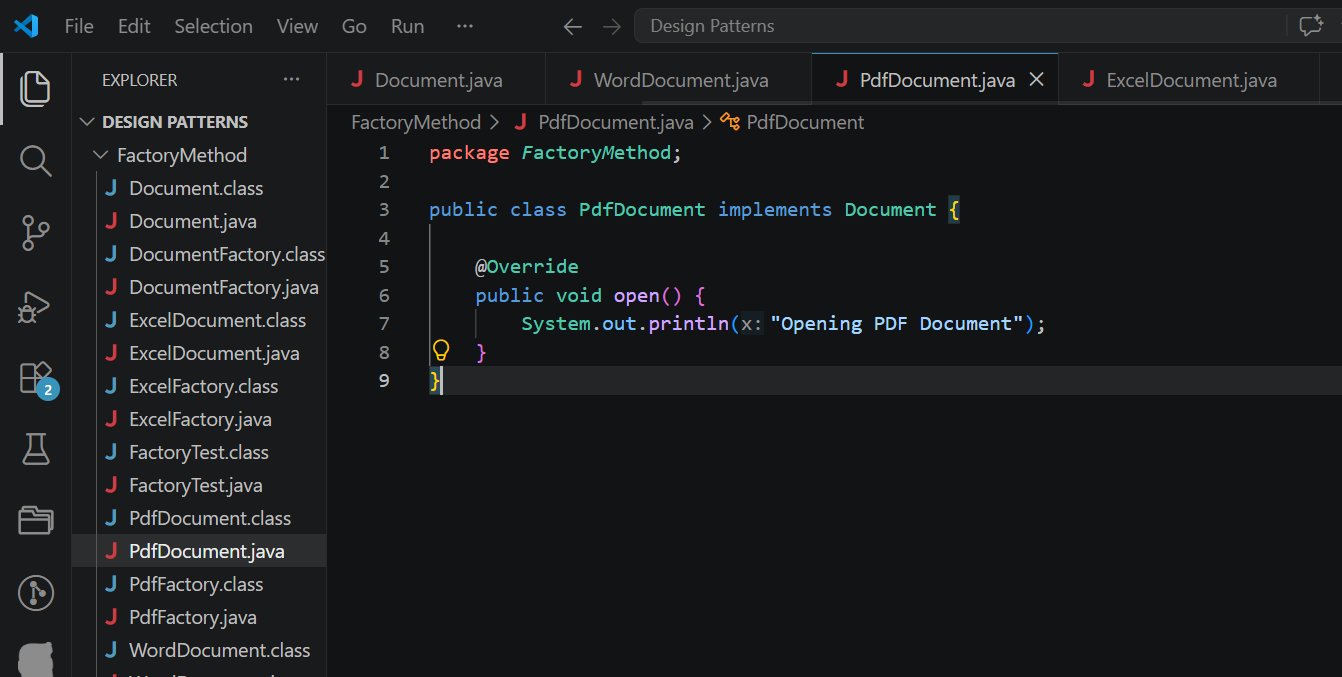 File Edit Selection View Go Run ···
Design Patterns
EXPLORER ···
Document.java WordDocument.java PdfDocument.java ExcelDocument.java
DESIGN PATTERNS
FactoryMethod > PdfDocument.java > PdfDocument
FactoryMethod
Document.class
Document.java
DocumentFactory.class
DocumentFactory.java
ExcelDocument.class
ExcelDocument.java
ExcelFactory.class
ExcelFactory.java
FactoryTest.class
FactoryTest.java
PdfDocument.class
PdfDocument.java
PdfFactory.class
PdfFactory.java
WordDocument.class
2
1 package FactoryMethod;
2
3 public class PdfDocument implements Document {
4
5 @Override
6 public void open() {
7 System.out.println(x: "Opening PDF Document");
8 }
9 }